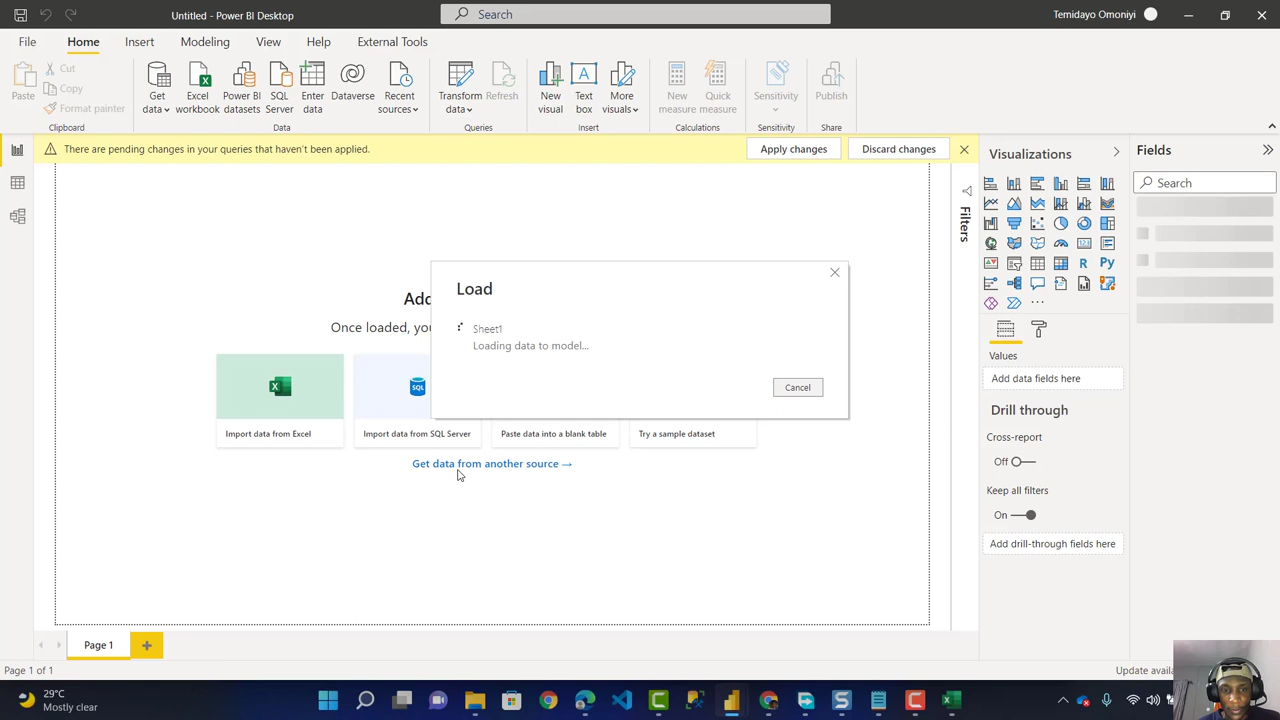 Untitled - Power BI Desktop
Search
Temidayo Omoniyi
File
Home
Insert
Modeling
View
Help
External Tools
Paste
Cut
Copy
Format painter
Clipboard
Get data
Excel workbook
Power BI datasets
SQL Server
Enter data
Dataverse
Recent sources
Data
Transform data
Refresh
Queries
New visual
Text box
More visuals
Insert
New measure
Quick measure
Calculations
Sensitivity
Sensitivity
Publish
Share
There are pending changes in your queries that haven't been applied.
Apply changes
Discard changes
Add
Once loaded, you
Load
Sheet1
Loading data to model...
Cancel
Import data from Excel
SQL
Import data from SQL Server
Paste data into a blank table
Try a sample dataset
Get data from another source →
Filters
Visualizations
R
Py
Values
Add data fields here
Drill through
Cross-report
Off
Keep all filters
On
Add drill-through fields here
Fields
Search
Page 1
Page 1 of 1
29°C
Mostly clear